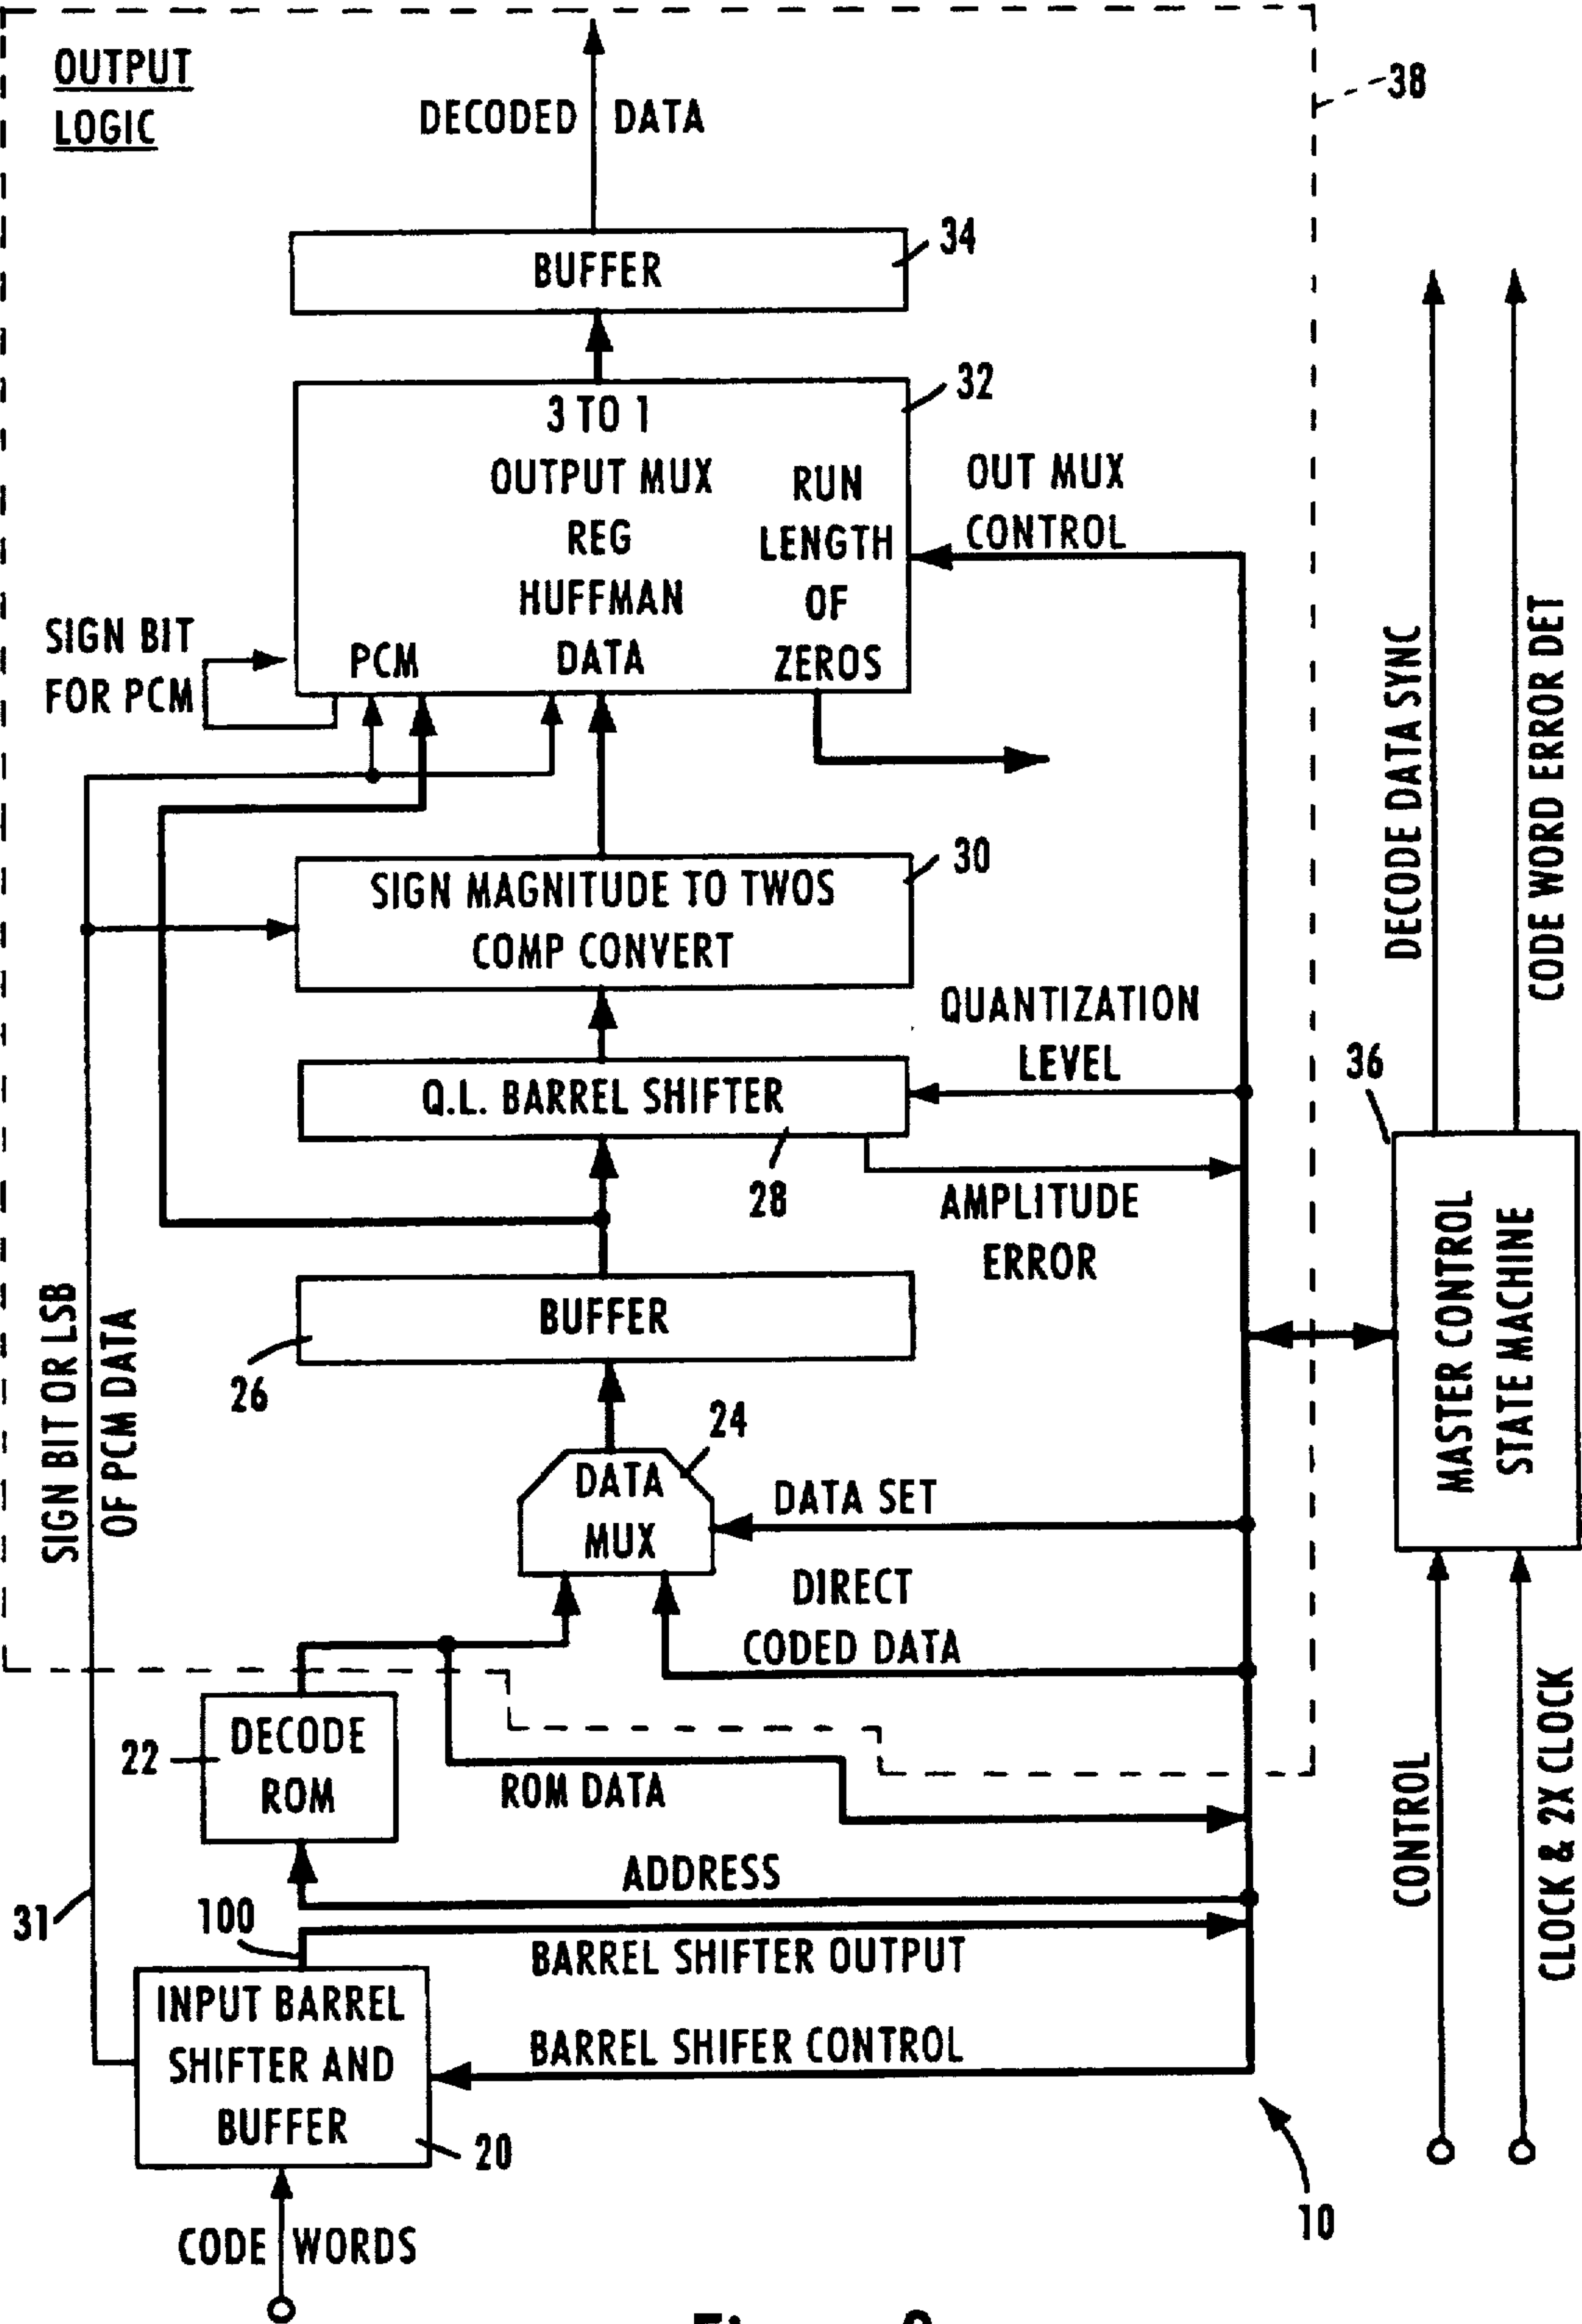 OUTPUT
LOGIC
38
DECODED DATA
34
BUFFER
32
3 TO 1
OUTPUT MUX
REG
HUFFMAN
DATA
RUN
LENGTH
OF
ZEROS
PCM
OUT MUX
CONTROL
SIGN BIT
FOR PCM
DECODE DATA SYNC
CODE WORD ERROR DET
30
SIGN MAGNITUDE TO TWOS
COMP CONVERT
QUANTIZATION
LEVEL
Q.L. BARREL SHIFTER
28
AMPLITUDE
ERROR
36
MASTER CONTROL
STATE MACHINE
SIGN BIT OR LSB
OF PCM DATA
BUFFER
26
24
DATA
MUX
DATA SET
DIRECT
CODED DATA
22
DECODE
ROM
ROM DATA
CONTROL
CLOCK & 2X CLOCK
ADDRESS
31
100
BARREL SHIFTER OUTPUT
INPUT BARREL
SHIFTER AND
BUFFER
BARREL SHIFER CONTROL
20
10
CODE WORDS